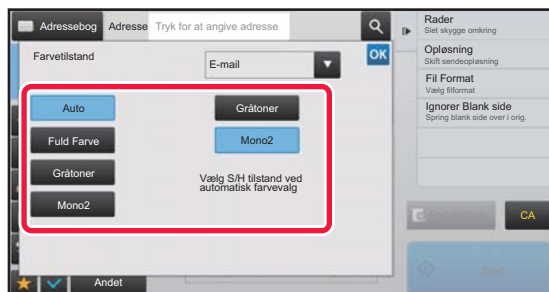 Adressebog Adresse Tryk for at angive adresse
Farvetilstand
E-mail
OK
Auto
Gråtoner
Fuld Farve
Mono2
Gråtoner
Vælg S/H tilstand ved
automatisk farvevalg
Mono2
Andet
Rader
Slet skygge omkring
Opløsning
Skift sendeopløsning
Fil Format
Vælg filformat
Ignorer Blank side
Spring blank side over i orig.
CA
Start